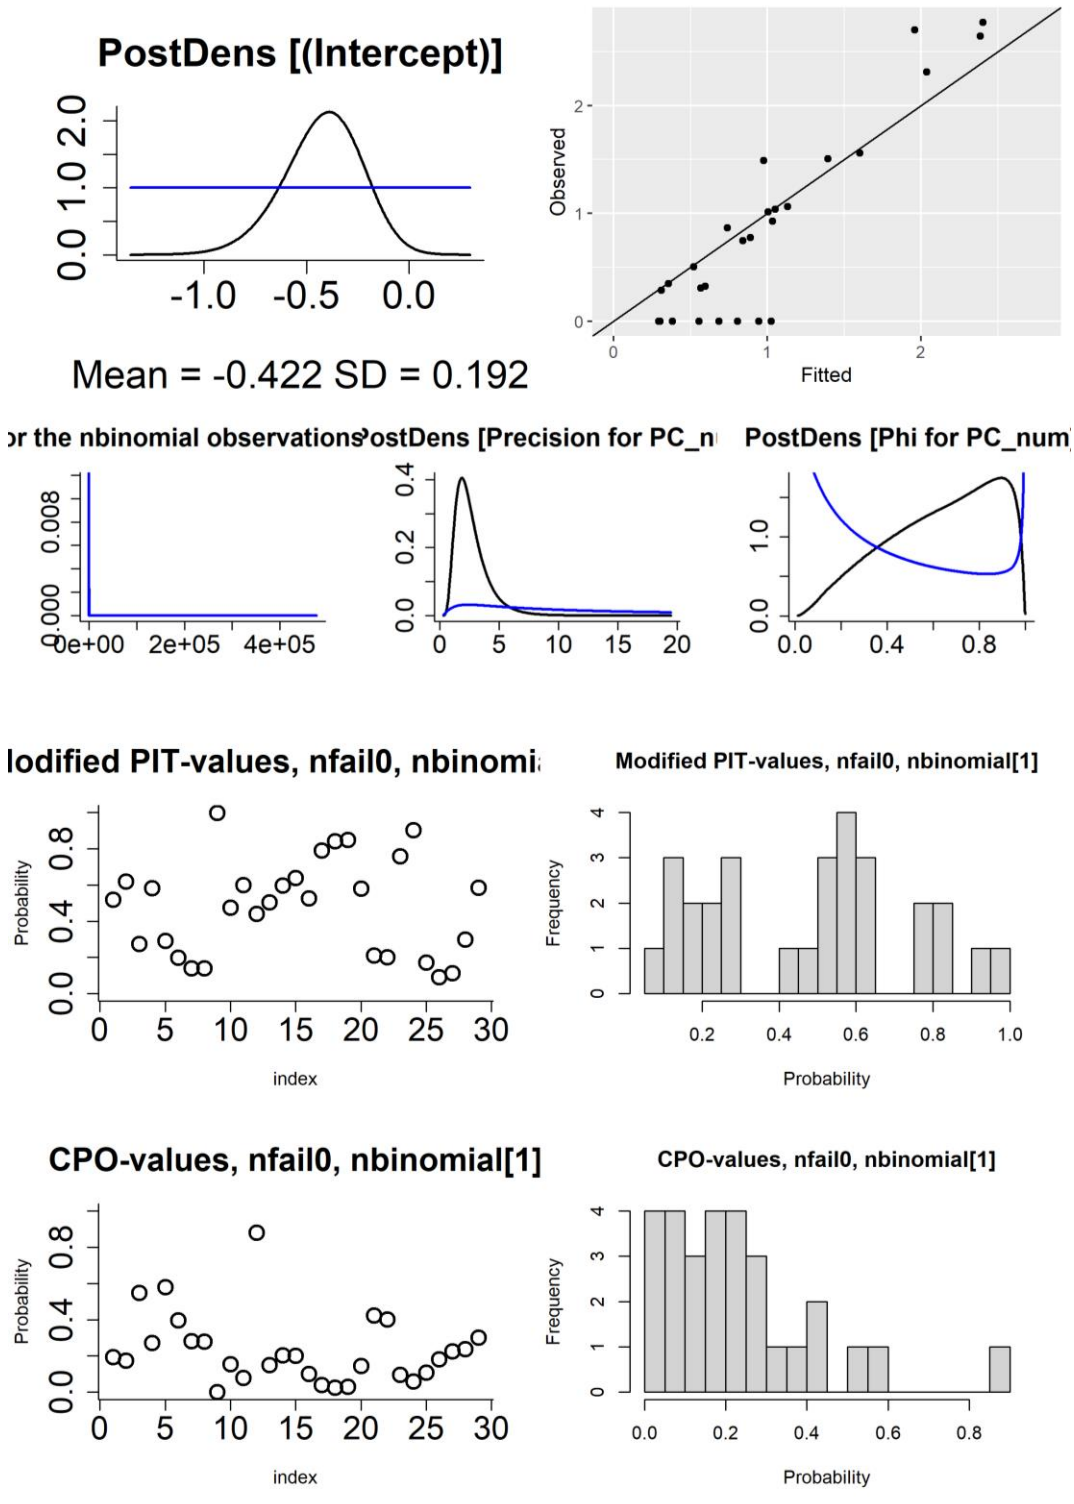 PostDens [(Intercept)]
0.0 1.0 2.0
-1.0 -0.5 0.0
Mean = -0.422 SD = 0.192
Observed
2
1
0
0 1 2
Fitted
or the nbinomial observations
0.000 0.008
0e+00 2e+05 4e+05
PostDens [Precision for PC_n
0.0 0.2 0.4
0 5 10 15 20
PostDens [Phi for PC_num]
0.0 1.0
0.0 0.4 0.8
odified PIT-values, nfail0, nbinomi
Probability
0.0 0.4 0.8
0 5 10 15 20 25 30
index
Modified PIT-values, nfail0, nbinomial[1]
Frequency
0 1 2 3 4
0.2 0.4 0.6 0.8 1.0
Probability
CPO-values, nfail0, nbinomial[1]
Probability
0.0 0.4 0.8
0 5 10 15 20 25 30
index
CPO-values, nfail0, nbinomial[1]
Frequency
0 1 2 3 4
0.0 0.2 0.4 0.6 0.8
Probability